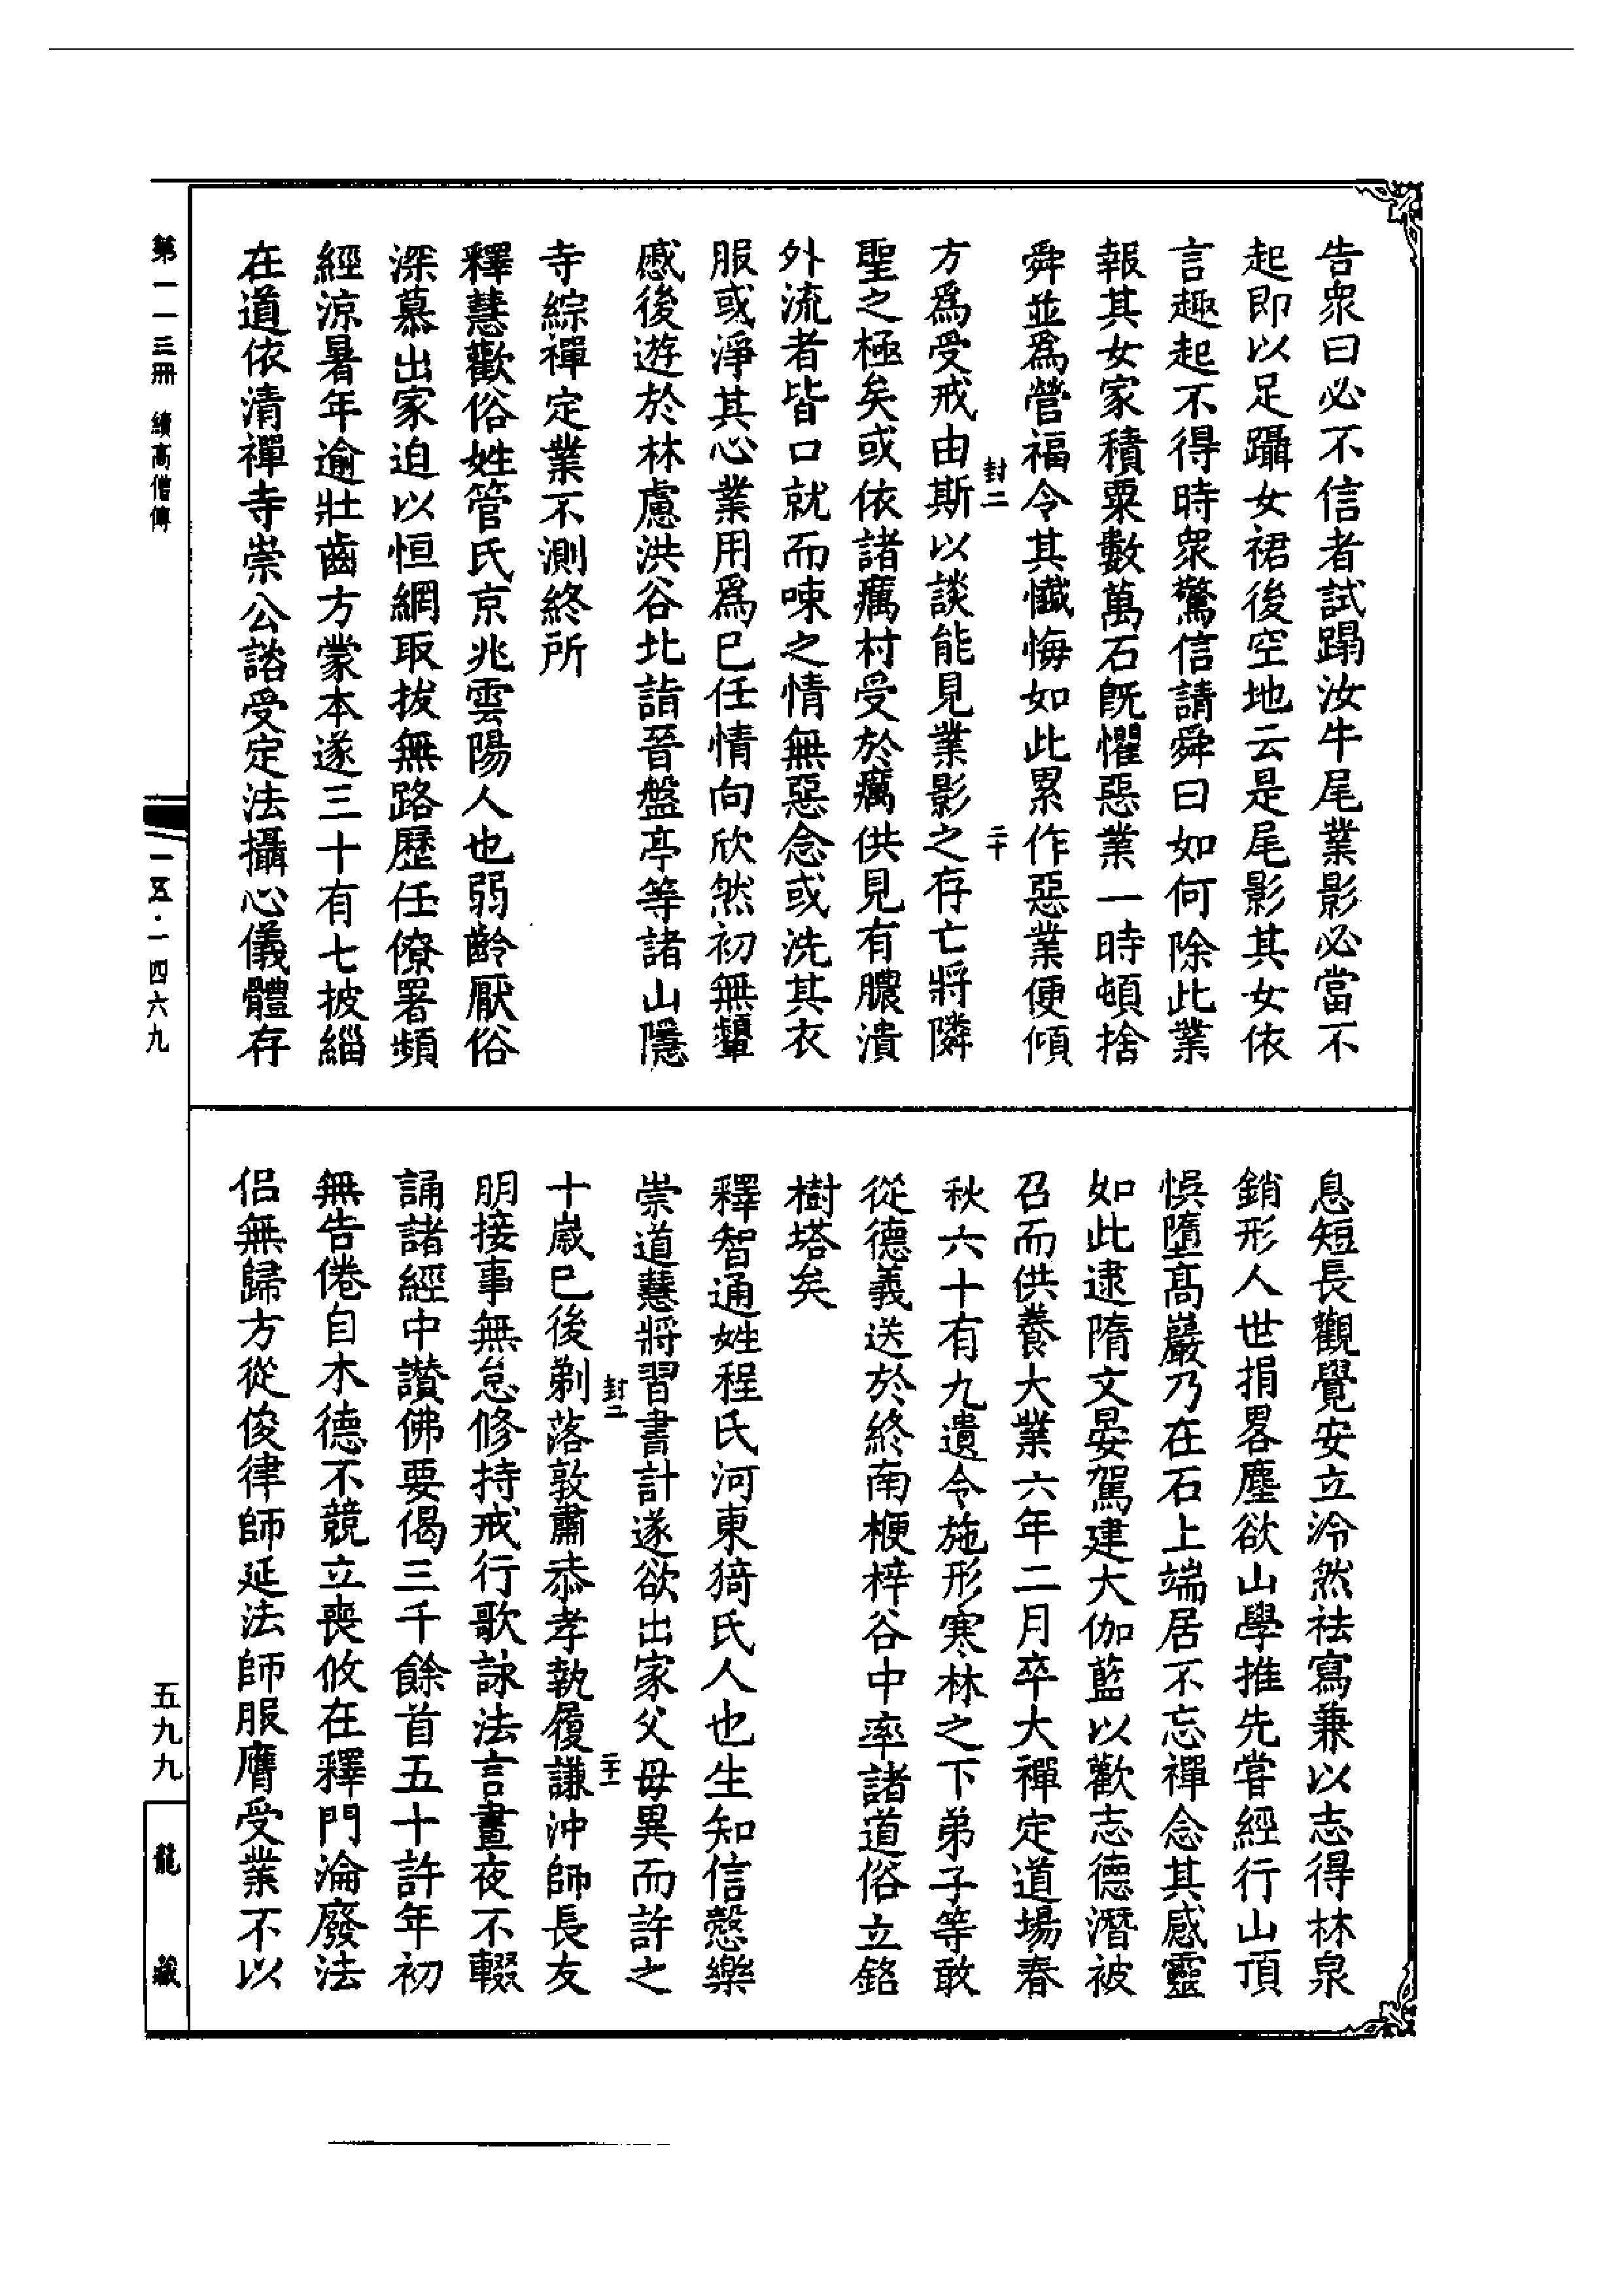 告衆曰必不信者試蹋汝牛尾業影必當不
起即以足躡女裙後空地云是尾影其女依
言趣起不得時衆驚信請舜曰如何除此業
報其女家積粟數萬石旣懼惡業一時頓捨
舜並爲營福令其懺悔如此累作惡業便傾
封二 二十
方爲受戒由斯以談能見業影之存亡將隣
聖之極矣或依諸癘村受於癘供見有膿潰
外流者皆口就而㖒之情無惡念或洗其衣
服或淨其心業用爲巳任情向欣然初無顰
慼後遊於林慮洪谷北詣晉盤亭等諸山隱
寺綜禪定業不測終所
釋慧歡俗姓管氏京兆雲陽人也弱齡厭俗
深慕出家迫以恒網取拔無路歷任僚署頻
經涼暑年逾壯齒方蒙本遂三十有七披緇
在道依清禪寺崇公諮受定法攝心儀體存
息短長觀覺安立泠然祛寫兼以志得林泉
銷形人世捐畧塵欲山學推先甞經行山頂
悞墮高巖乃在石上端居不忘禪念其感靈
如此逮隋文晏駕建大伽藍以歡志德潛被
召而供養大業六年二月卒大禪定道場春
秋六十有九遺令施形寒林之下弟子等敢
從德義送於終南楩梓谷中率諸道俗立銘
樹塔矣
釋智通姓程氏河東猗氏人也生知信慤樂
崇道慧將習書計遂欲出家父母異而許之
封二 二十一
十歲巳後剃落敦肅恭孝執履謙沖師長友
朋接事無怠修持戒行歌詠法言晝夜不輟
誦諸經中讚佛要偈三千餘首五十許年初
無告倦自木德不競立喪攸在釋門淪廢法
侶無歸方從俊律師延法師服膺受業不以
第一一三冊 續高僧傳
一五·一四六九
五九九
龍藏